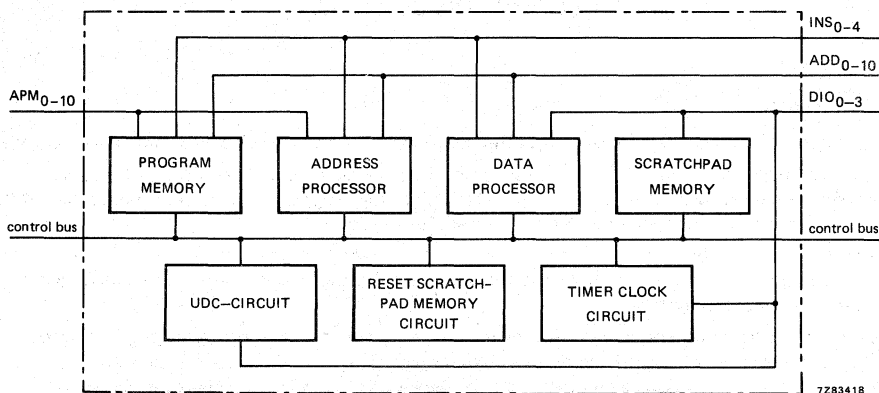 INS0-4
ADD0-10
APM0-10
DIO0-3
PROGRAM
MEMORY
ADDRESS
PROCESSOR
DATA
PROCESSOR
SCRATCHPAD
MEMORY
control bus
control bus
UDC-CIRCUIT
RESET SCRATCH-
PAD MEMORY
CIRCUIT
TIMER CLOCK
CIRCUIT
7Z83418